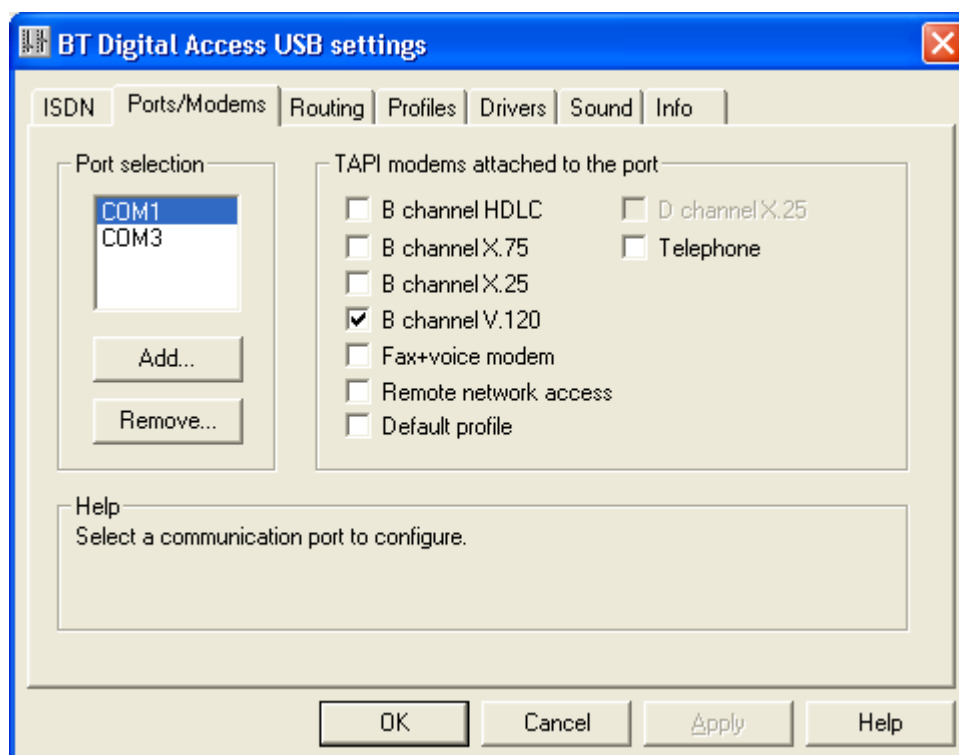 BT Digital Access USB settings
ISDN Ports/Modems Routing Profiles Drivers Sound Info
Port selection
COM1
COM3
Add...
Remove...
TAPI modems attached to the port
B channel HDLC
B channel X.75
B channel X.25
B channel V.120
Fax+voice modem
Remote network access
Default profile
D channel X.25
Telephone
Help
Select a communication port to configure.
OK Cancel Apply Help